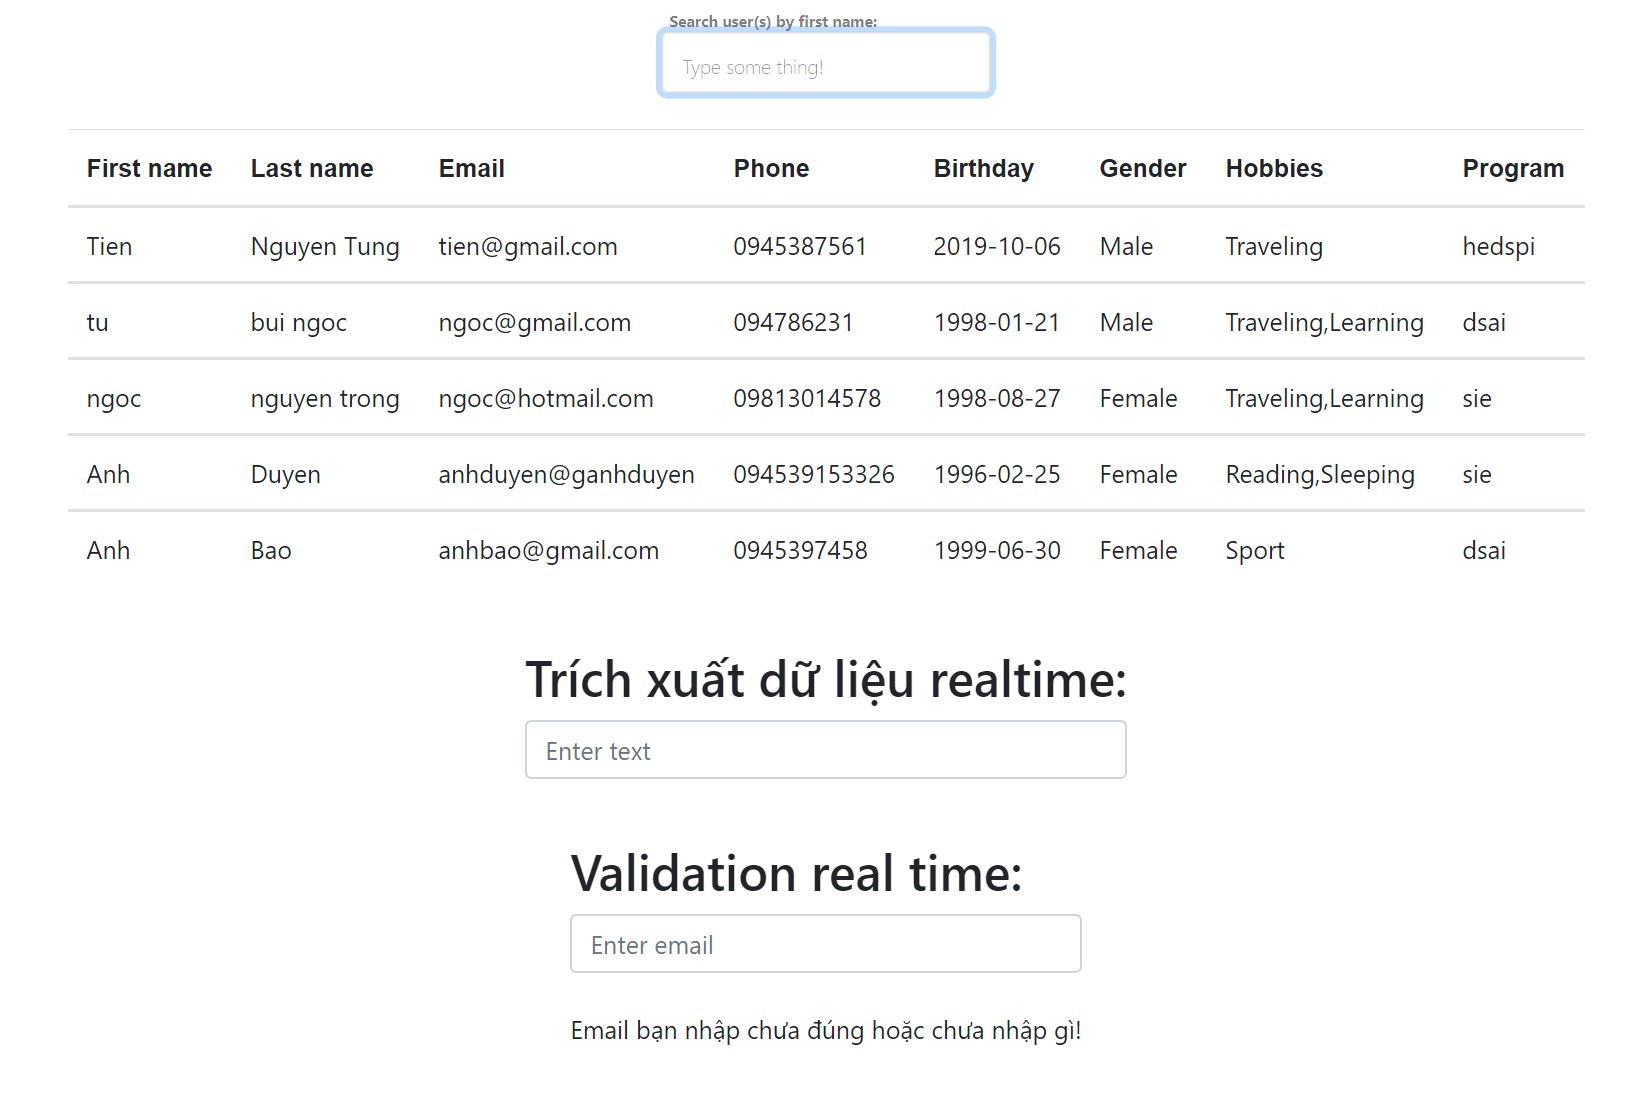 Search user(s) by first name:
Type some thing!
First name Last name Email Phone Birthday Gender Hobbies Program
Tien Nguyen Tung tien@gmail.com 0945387561 2019-10-06 Male Traveling hedspi
tu bui ngoc ngoc@gmail.com 094786231 1998-01-21 Male Traveling,Learning dsai
ngoc nguyen trong ngoc@hotmail.com 09813014578 1998-08-27 Female Traveling,Learning sie
Anh Duyen anhduyen@ganhduyen 094539153326 1996-02-25 Female Reading,Sleeping sie
Anh Bao anhbao@gmail.com 0945397458 1999-06-30 Female Sport dsai
Trích xuất dữ liệu realtime:
Enter text
Validation real time:
Enter email
Email bạn nhập chưa đúng hoặc chưa nhập gì!